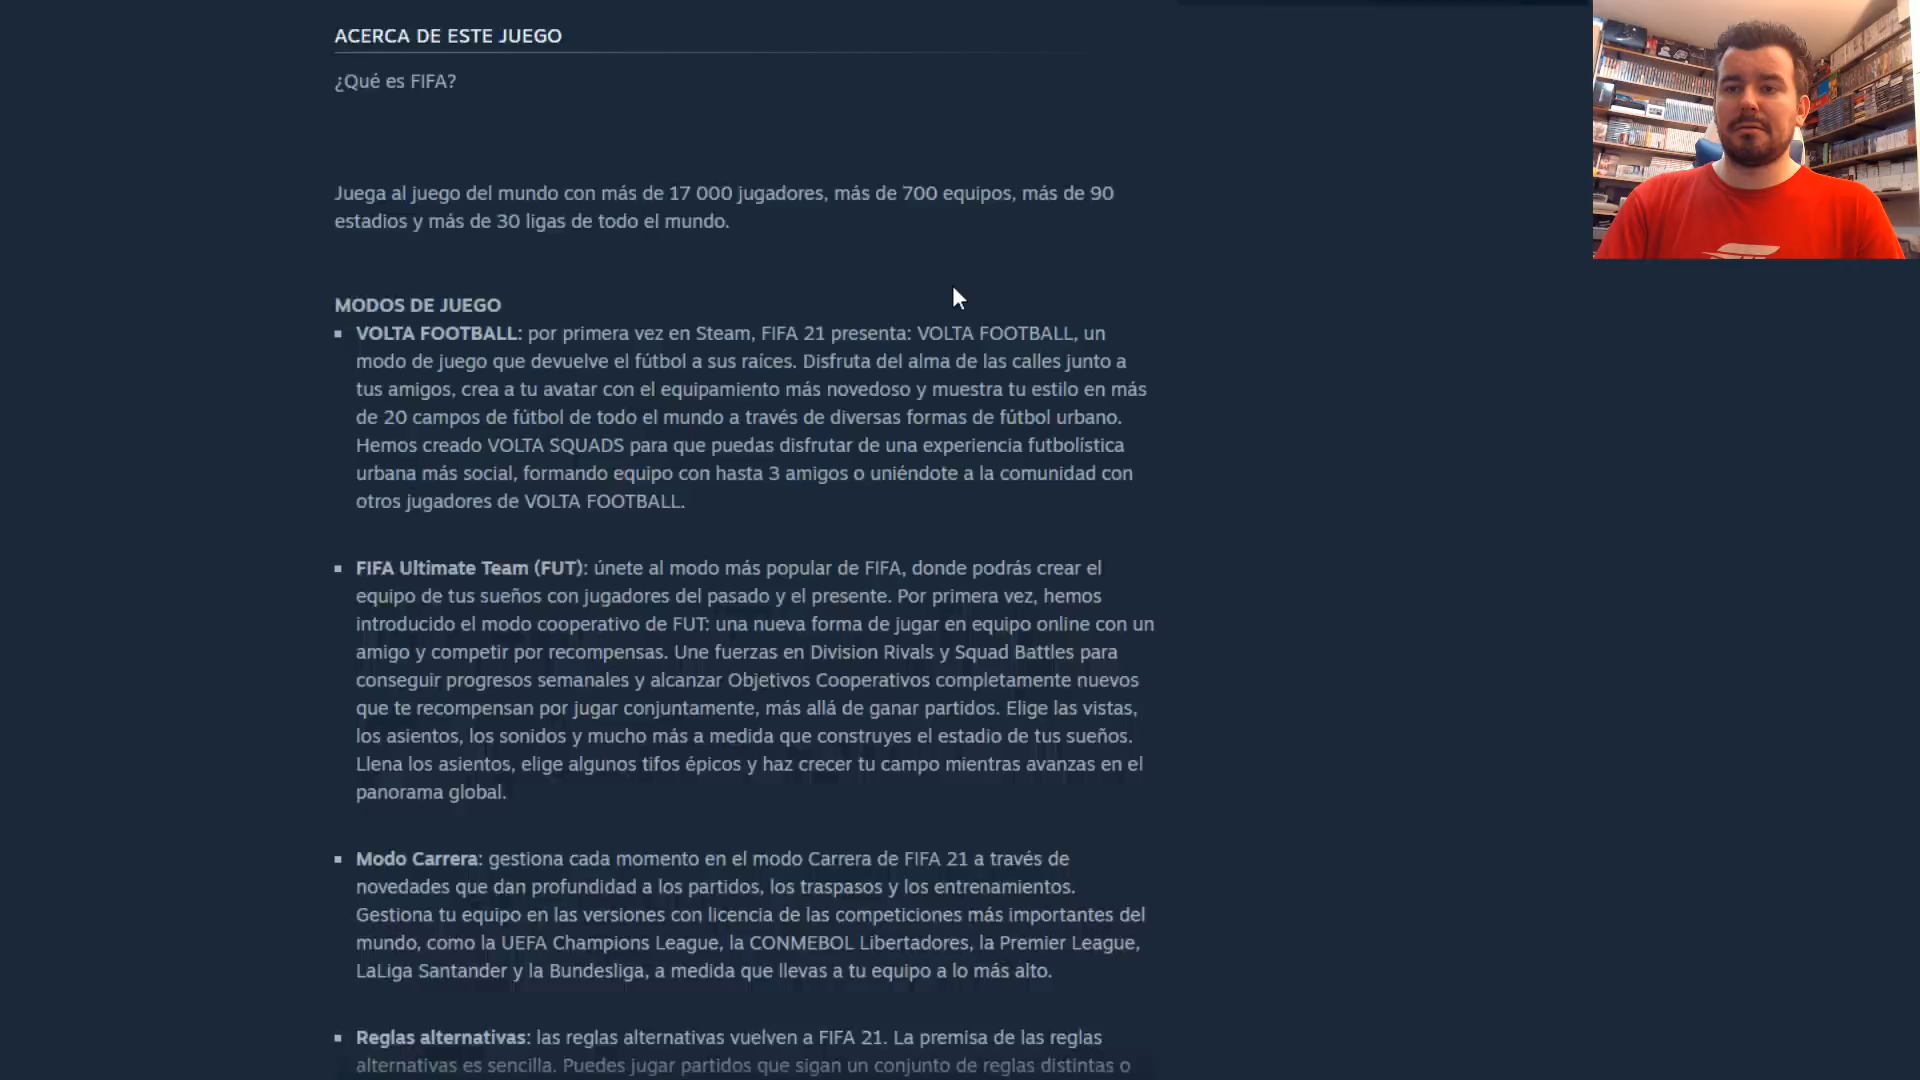 ACERCA DE ESTE JUEGO
¿Qué es FIFA?
Juega al juego del mundo con más de 17 000 jugadores, más de 700 equipos, más de 90
estadios y más de 30 ligas de todo el mundo.
MODOS DE JUEGO
▪ VOLTA FOOTBALL: por primera vez en Steam, FIFA 21 presenta: VOLTA FOOTBALL, un
modo de juego que devuelve el fútbol a sus raíces. Disfruta del alma de las calles junto a
tus amigos, crea a tu avatar con el equipamiento más novedoso y muestra tu estilo en más
de 20 campos de fútbol de todo el mundo a través de diversas formas de fútbol urbano.
Hemos creado VOLTA SQUADS para que puedas disfrutar de una experiencia futbolística
urbana más social, formando equipo con hasta 3 amigos o uniéndote a la comunidad con
otros jugadores de VOLTA FOOTBALL.
▪ FIFA Ultimate Team (FUT): únete al modo más popular de FIFA, donde podrás crear el
equipo de tus sueños con jugadores del pasado y el presente. Por primera vez, hemos
introducido el modo cooperativo de FUT: una nueva forma de jugar en equipo online con un
amigo y competir por recompensas. Une fuerzas en Division Rivals y Squad Battles para
conseguir progresos semanales y alcanzar Objetivos Cooperativos completamente nuevos
que te recompensan por jugar conjuntamente, más allá de ganar partidos. Elige las vistas,
los asientos, los sonidos y mucho más a medida que construyes el estadio de tus sueños.
Llena los asientos, elige algunos tifos épicos y haz crecer tu campo mientras avanzas en el
panorama global.
▪ Modo Carrera: gestiona cada momento en el modo Carrera de FIFA 21 a través de
novedades que dan profundidad a los partidos, los traspasos y los entrenamientos.
Gestiona tu equipo en las versiones con licencia de las competiciones más importantes del
mundo, como la UEFA Champions League, la CONMEBOL Libertadores, la Premier League,
LaLiga Santander y la Bundesliga, a medida que llevas a tu equipo a lo más alto.
▪ Reglas alternativas: las reglas alternativas vuelven a FIFA 21. La premisa de las reglas
alternativas es sencilla. Puedes jugar partidos que sigan un conjunto de reglas distintas o